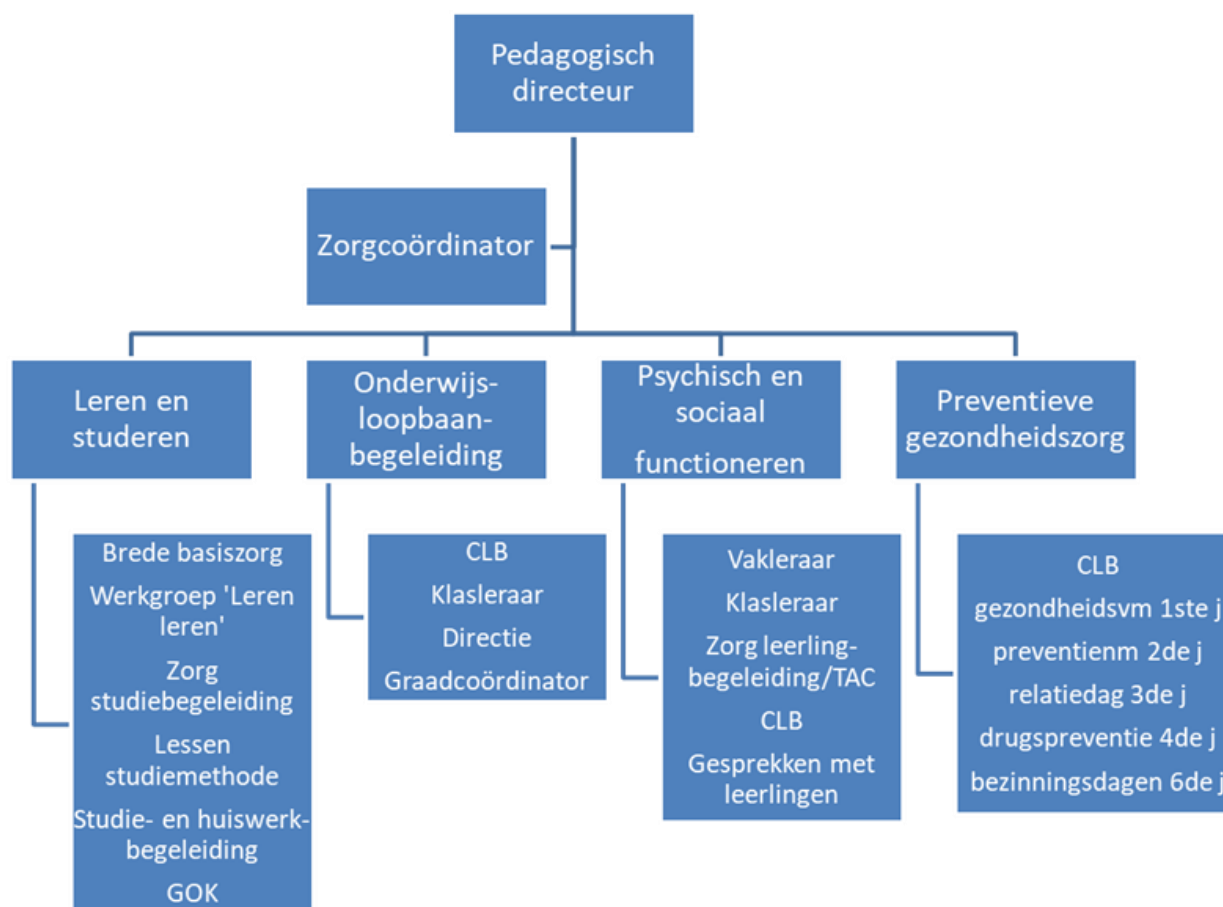 Pedagogisch
directeur
Zorgcoördinator
Leren en
studeren
Onderwijs-
loopbaan-
begeleiding
Psychisch en
sociaal
functioneren
Preventieve
gezondheidszorg
Brede basiszorg
Werkgroep 'Leren
leren'
Zorg
studiebegeleiding
Lessen
studiemethode
Studie- en huiswerk-
begeleiding
GOK
CLB
Klasleraar
Directie
Graadcoördinator
Vakleraar
Klasleraar
Zorg leerling-
begeleiding/TAC
CLB
Gesprekken met
leerlingen
CLB
gezondheidsvm 1ste j
preventienm 2de j
relatiedag 3de j
drugspreventie 4de j
bezinningsdagen 6de j